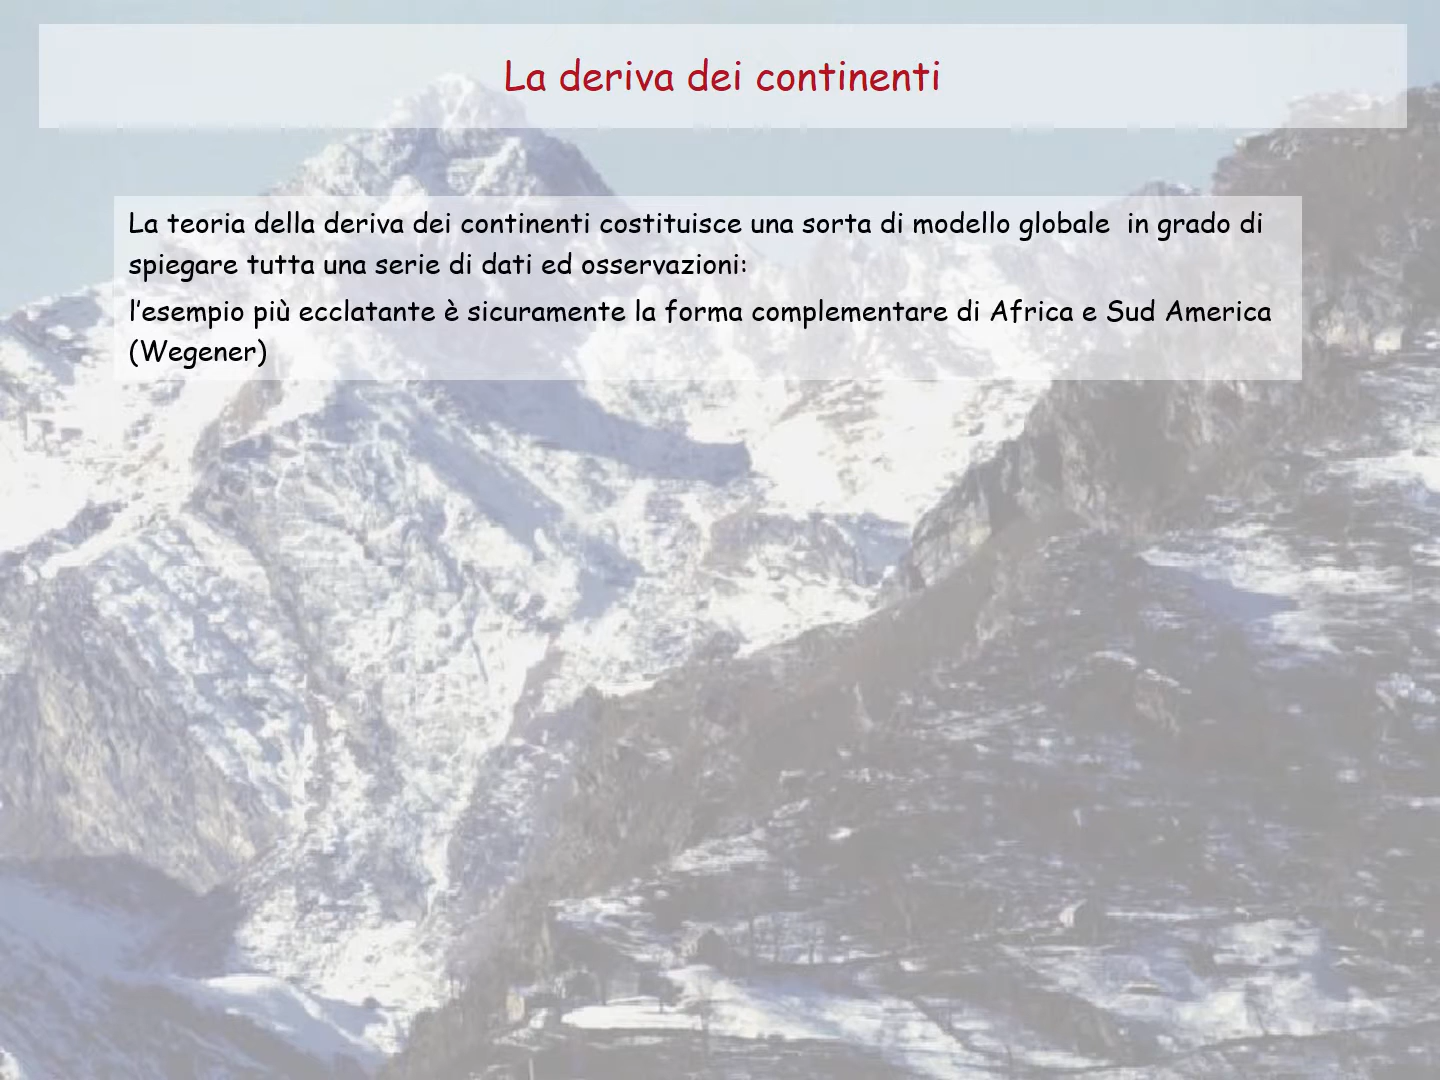 La deriva dei continenti
La teoria della deriva dei continenti costituisce una sorta di modello globale  in grado di
spiegare tutta una serie di dati ed osservazioni:
l’esempio più ecclatante è sicuramente la forma complementare di Africa e Sud America
(Wegener)